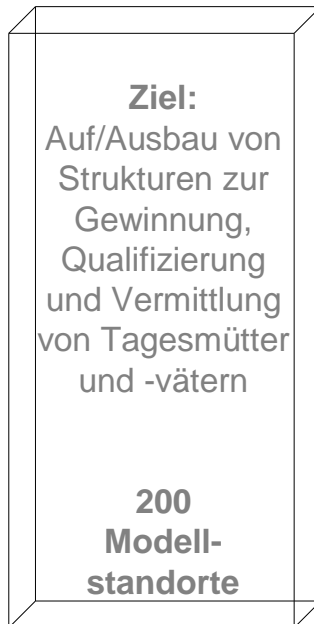 Ziel:
Auf/Ausbau von
Strukturen zur
Gewinnung,
Qualifizierung
und Vermittlung
von Tagesmütter
und -vätern
200
Modell-
standorte